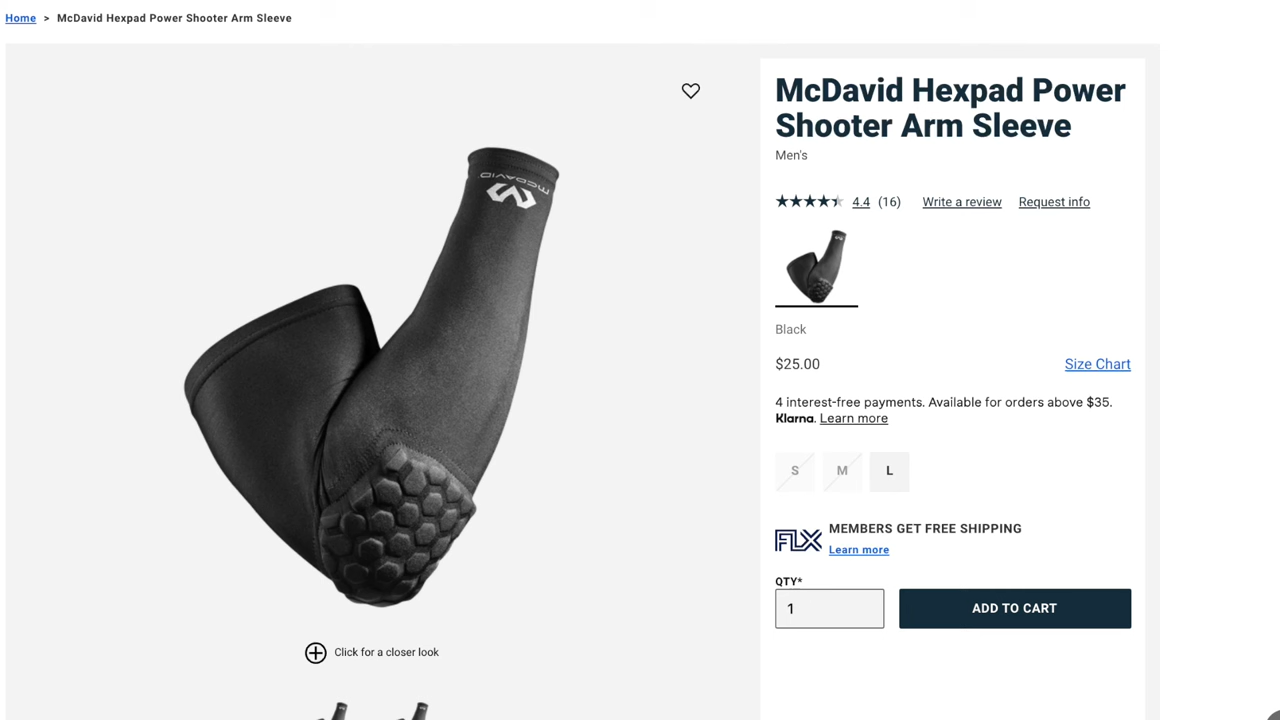 Home > McDavid Hexpad Power Shooter Arm Sleeve
MCDAVID
Click for a closer look
McDavid Hexpad Power
Shooter Arm Sleeve
Men's
4.4 (16) Write a review Request info
Black
$25.00 Size Chart
4 interest-free payments. Available for orders above $35.
Klarna. Learn more
S M L
FLX MEMBERS GET FREE SHIPPING
Learn more
QTY*
1 ADD TO CART